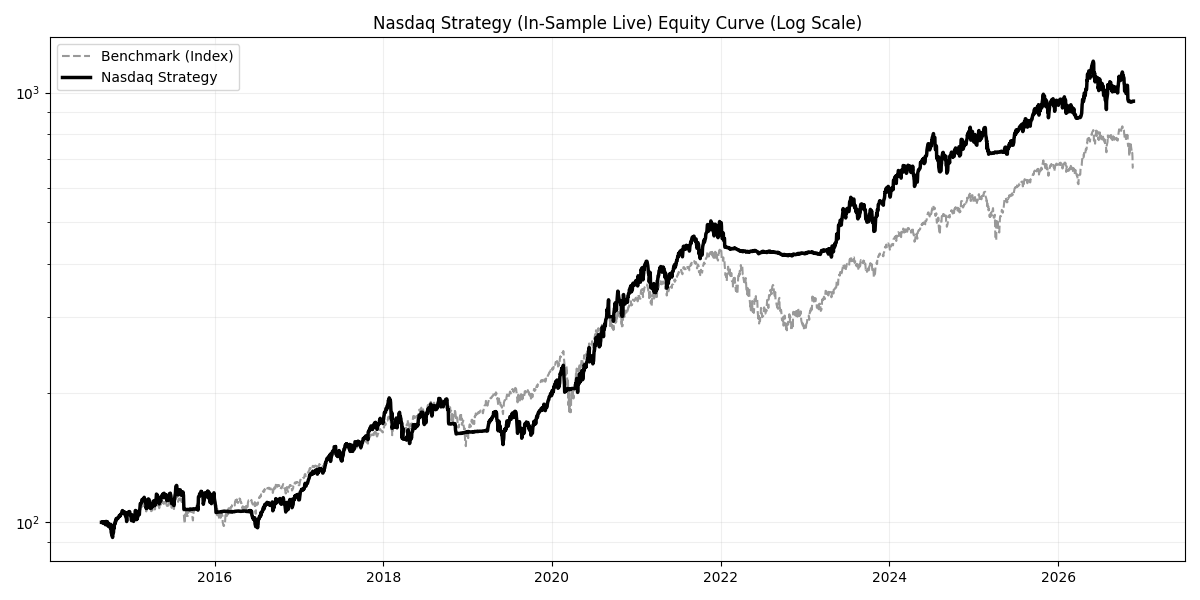 Nasdaq Strategy (In-Sample Live) Equity Curve (Log Scale)
Benchmark (Index)
Nasdaq Strategy
10³
10²
2016 2018 2020 2022 2024 2026